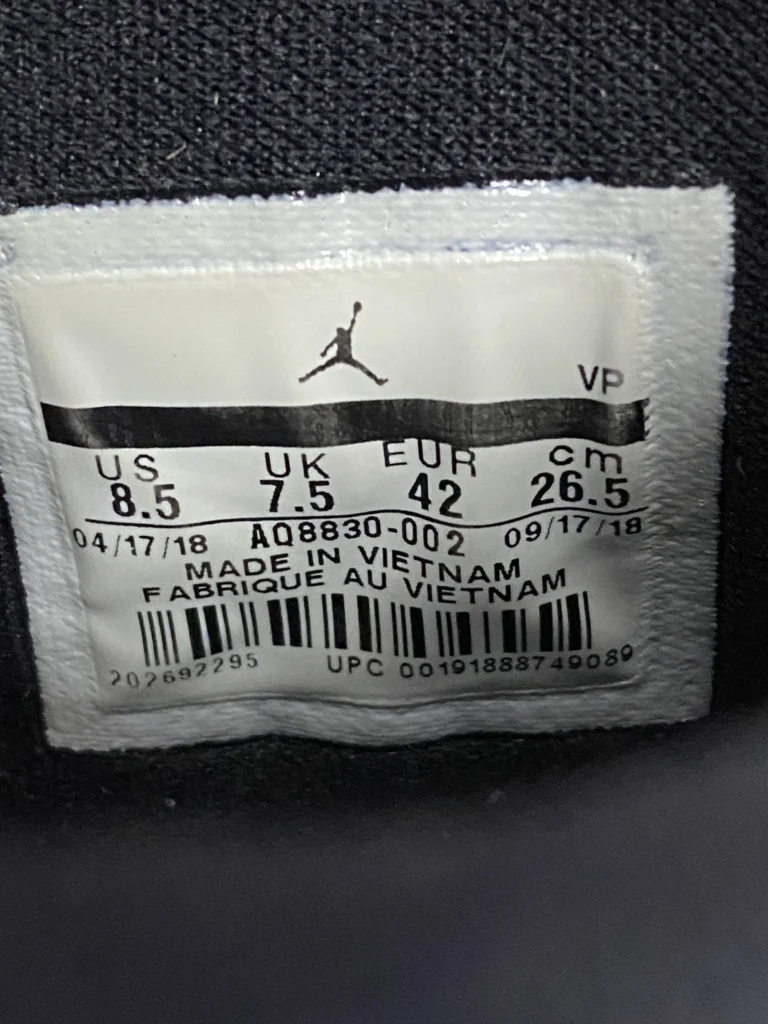 VP
US UK EUR cm
8.5 7.5 42 26.5
04/17/18 AQ8830-002 09/17/18
MADE IN VIETNAM
FABRIQUE AU VIETNAM
202692295 UPC 00191888749089